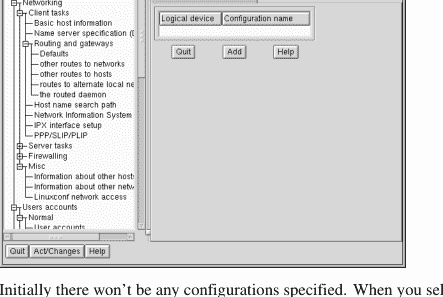 Networking
Client tasks
Basic host information
Name server specification (D
Routing and gateways
Defaults
other routes to networks
other routes to hosts
routes to alternate local ne
the routed daemon
Host name search path
Network Information System
IPX interface setup
PPP/SLIP/PLIP
Server tasks
Firewalling
Misc
Information about other hosts
Information about other netw
Linuxconf network access
Users accounts
Normal
User accounts
Logical device Configuration name
Quit Add Help
Quit Act/Changes Help
Initially there won't be any configurations specified. When you sel